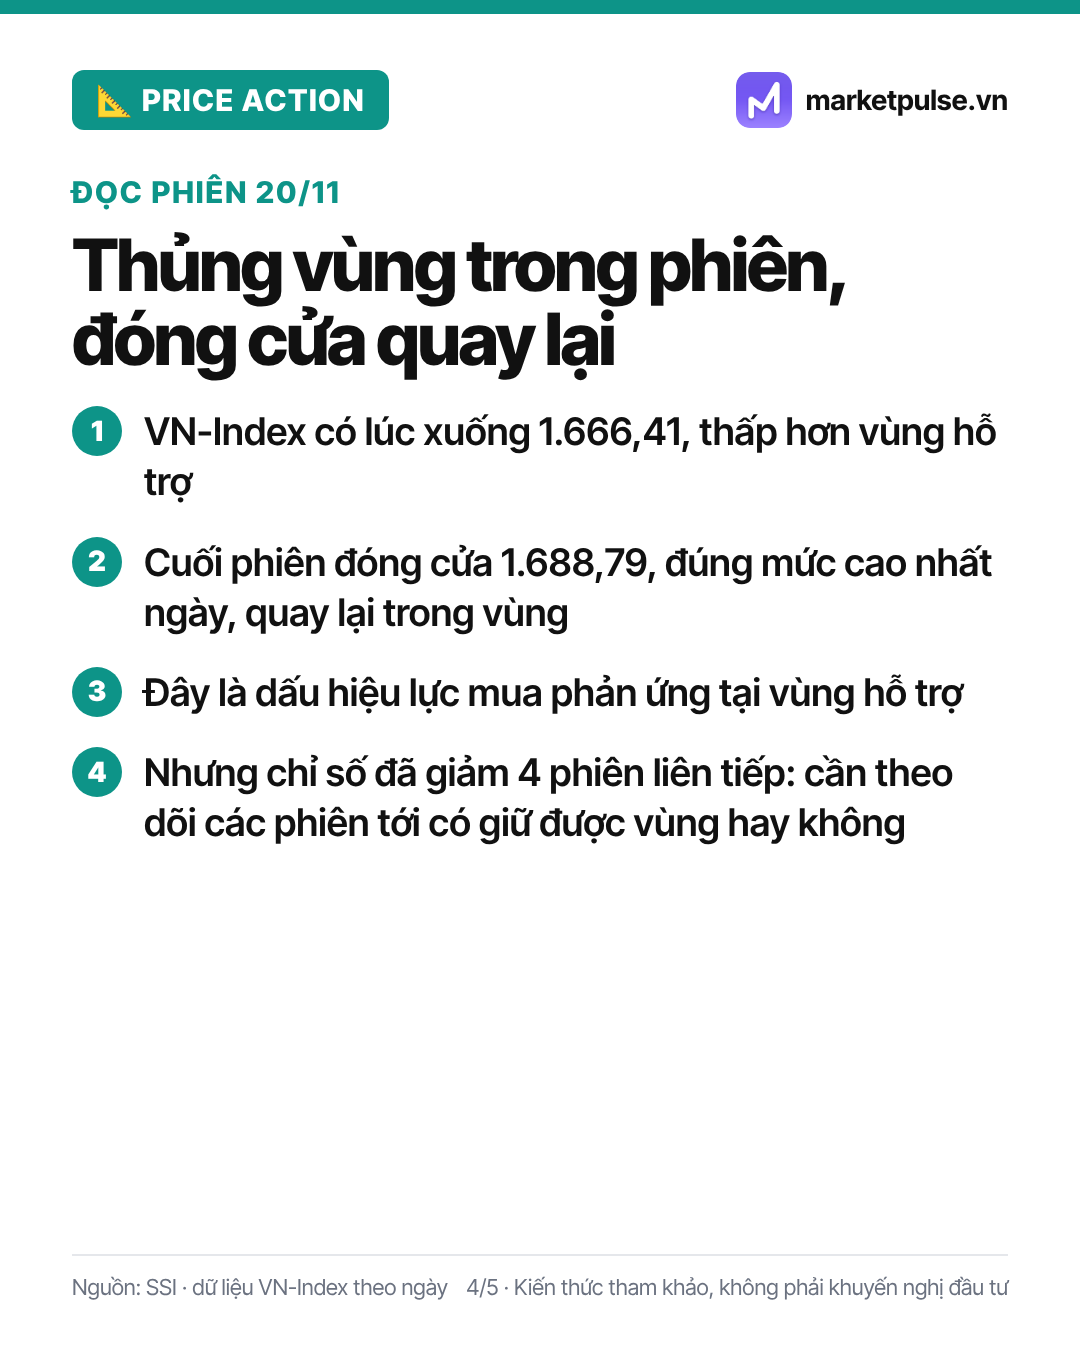 📐 PRICE ACTION
marketpulse.vn
ĐỌC PHIÊN 20/11
Thủng vùng trong phiên,
đóng cửa quay lại
1 VN-Index có lúc xuống 1.666,41, thấp hơn vùng hỗ
trợ
2 Cuối phiên đóng cửa 1.688,79, đúng mức cao nhất
ngày, quay lại trong vùng
3 Đây là dấu hiệu lực mua phản ứng tại vùng hỗ trợ
4 Nhưng chỉ số đã giảm 4 phiên liên tiếp: cần theo
dõi các phiên tới có giữ được vùng hay không
Nguồn: SSI · dữ liệu VN-Index theo ngày
4/5 · Kiến thức tham khảo, không phải khuyến nghị đầu tư